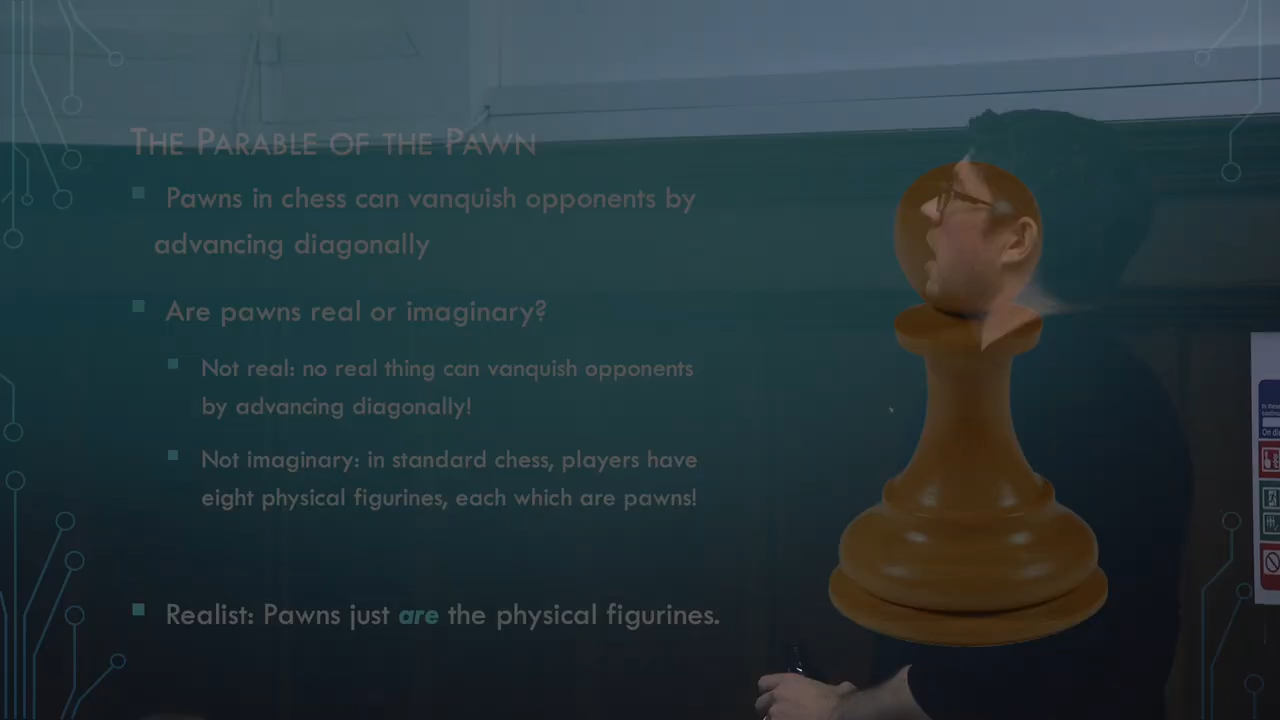 THE PARABLE OF THE PAWN
Pawns in chess can vanquish opponents by
advancing diagonally
Are pawns real or imaginary?
Not real: no real thing can vanquish opponents
by advancing diagonally!
Not imaginary: in standard chess, players have
eight physical figurines, each which are pawns!
Realist: Pawns just are the physical figurines.